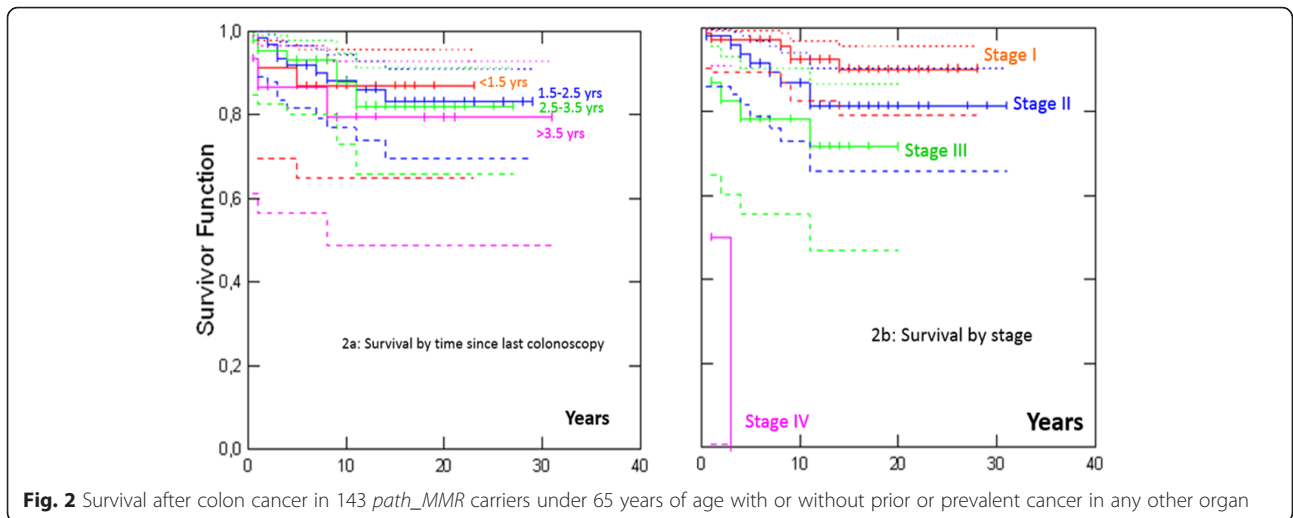 Survivor Function
1,0
0,8
0,6
0,4
0,2
0,0
0 10 20 30 40
<1.5 yrs
1.5-2.5 yrs
2.5-3.5 yrs
>3.5 yrs
2a: Survival by time since last colonoscopy
Years
Stage I
Stage II
Stage III
Stage IV
2b: Survival by stage
Years
0 10 20 30 40
Fig. 2 Survival after colon cancer in 143 path_MMR carriers under 65 years of age with or without prior or prevalent cancer in any other organ